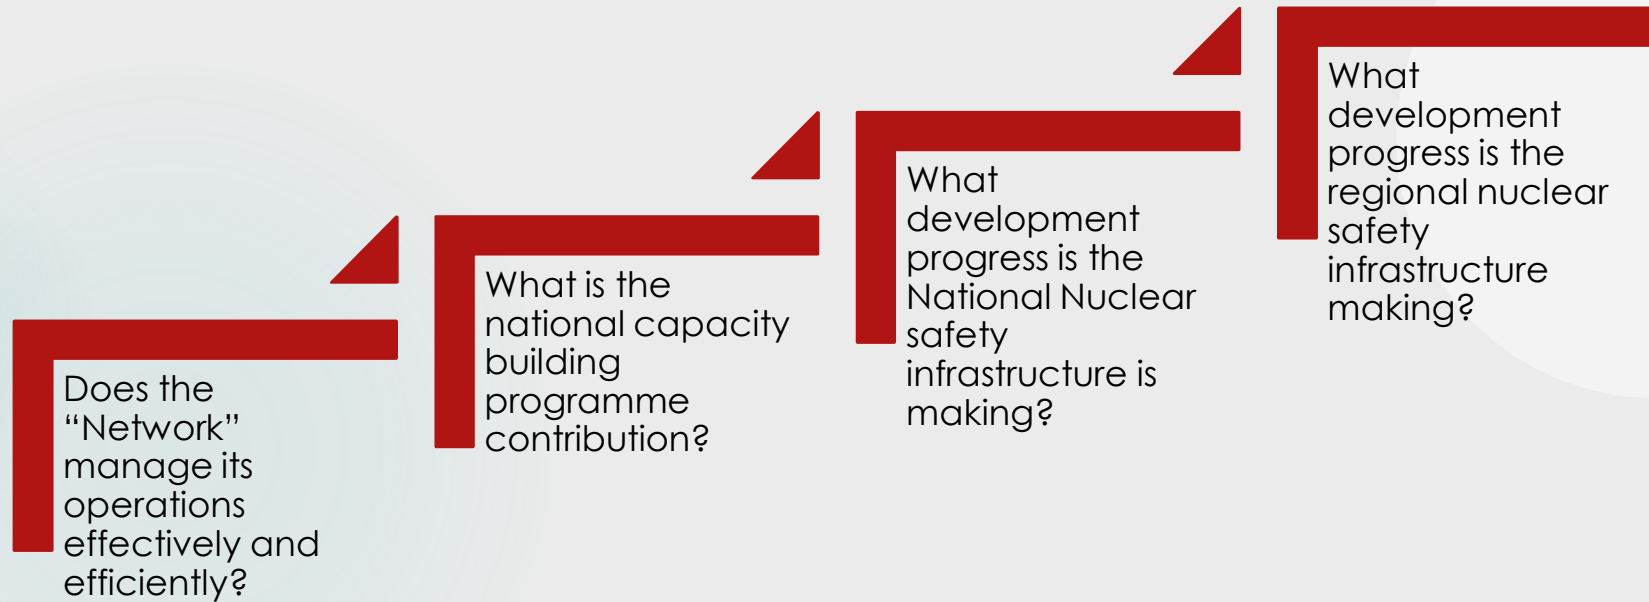 Does the
“Network”
manage its
operations
effectively and
efficiently?
What is the
national capacity
building
programme
contribution?
What
development
progress is the
National Nuclear
safety
infrastructure is
making?
What
development
progress is the
regional nuclear
safety
infrastructure
making?